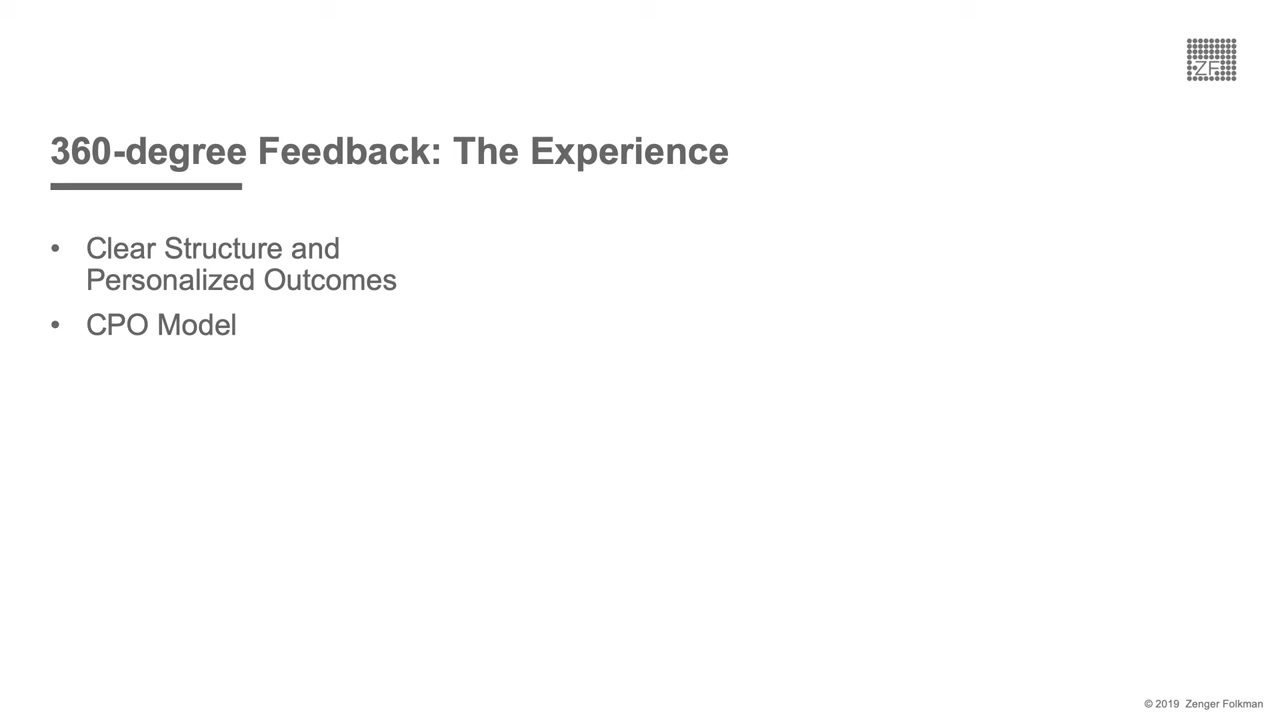 ZF
360-degree Feedback: The Experience
• Clear Structure and
Personalized Outcomes
• CPO Model
© 2019 Zenger Folkman